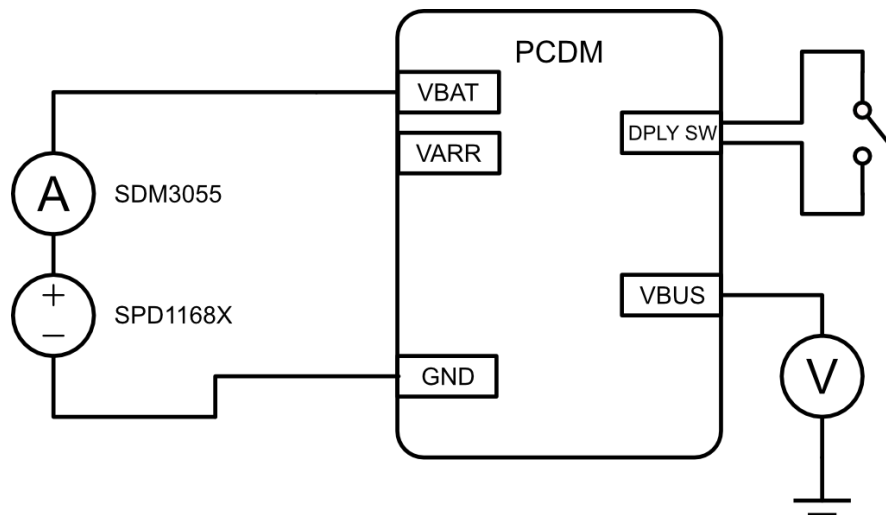 PCDM
VBAT
VARR
DPLY SW
A
SDM3055
+
−
SPD1168X
VBUS
GND
V